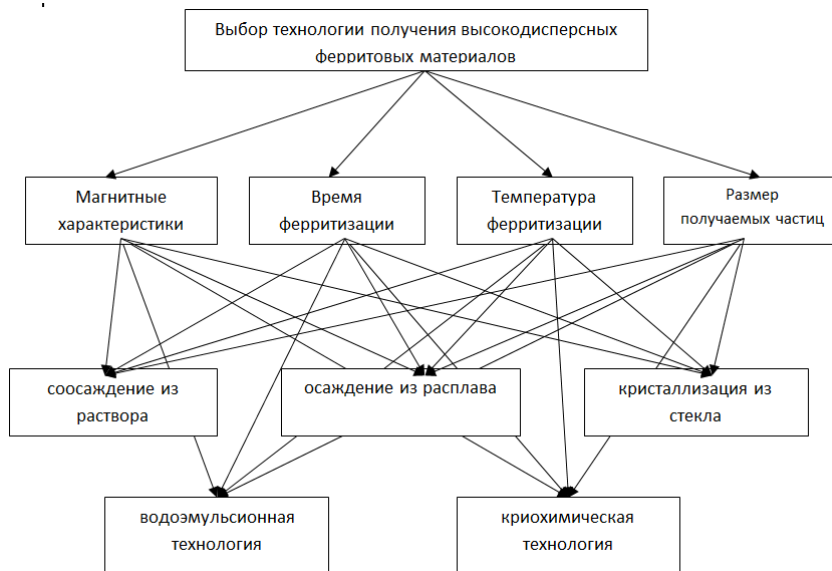 Выбор технологии получения высокодисперсных
ферритовых материалов
Магнитные
характеристики
Время
ферритизации
Температура
ферритизации
Размер
получаемых частиц
соосаждение из
раствора
осаждение из расплава
кристаллизация из
стекла
водоэмульсионная
технология
криохимическая
технология